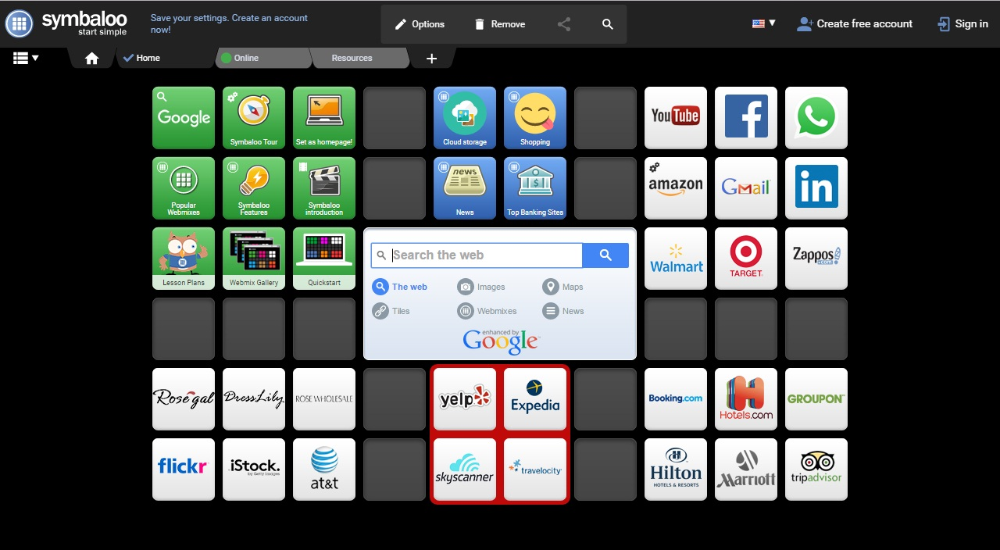 symbaloo
start simple
Save your settings. Create an account
now!
Options
Remove
Create free account
Sign in
Home
Online
Resources
Google
Symbaloo Tour
Set as homepage!
Cloud storage
Shopping
YouTube
Popular
Webmixes
Symbaloo
Features
Symbaloo
introduction
news
News
Top Banking Sites
amazon
GMail
in
Lesson Plans
Webmix Gallery
Quickstart
Search the web
The web
Images
Maps
Tiles
Webmixes
News
enhanced by
Google™
Walmart
TARGET.
Zappos
.com
Rosegal
DressLily
ROSE WHOLESALE
yelp
Expedia
Booking.com
Hotels.com
GROUPON
flickr
iStock.
by Getty Images
at&t
skyscanner
travelocity
Hilton
HOTELS & RESORTS
Marriott
tripadvisor